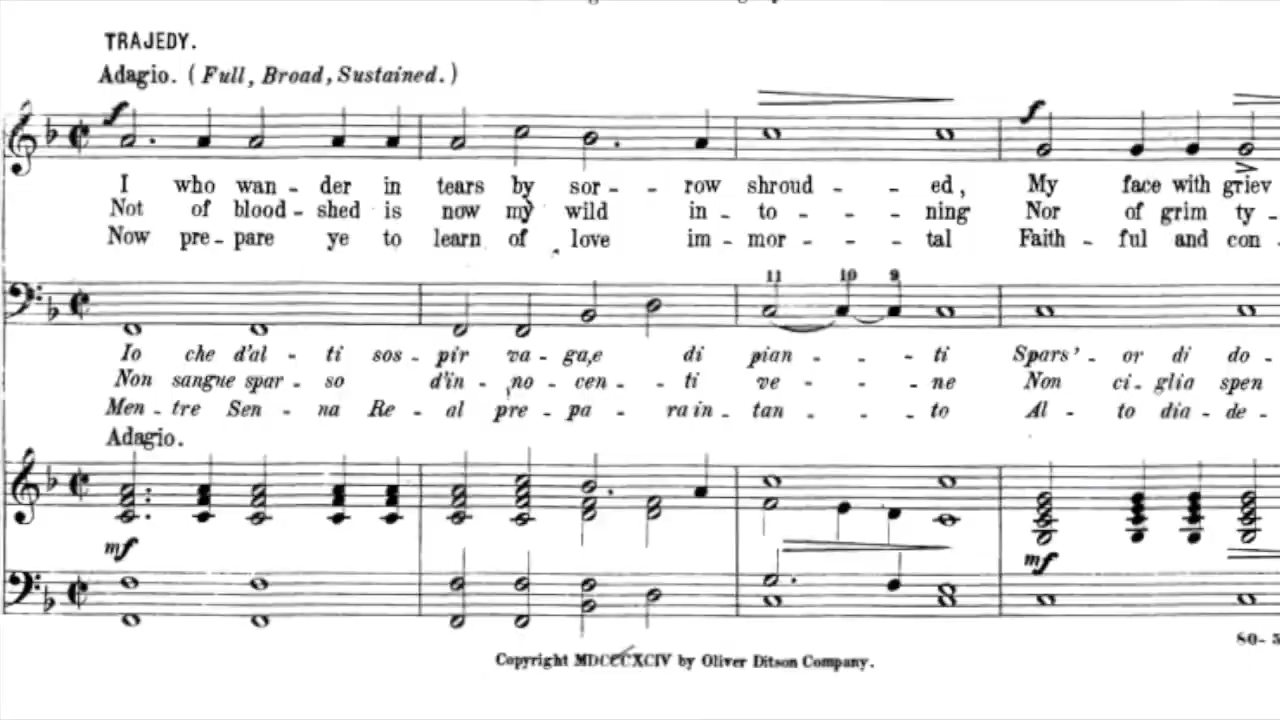 TRAJEDY.
Adagio. (Full, Broad, Sustained.)
f f
I who wan - der in tears by sor - - row shroud - - ed, My face with griev
Not of blood - shed is now my wild in - to - - - ning Nor of grim ty -
Now pre - pare ye to learn of love im - mor - - - tal Faith - ful and con -
11 10 9
Io che d'al - ti sos - pir va - ga,e di pian - - - ti Spars' - or di do -
Non sangue spar - so d'in - no - cen - - ti ve - - - ne Non ci - glia spen
Men - tre Sen - na Re - al pre - pa - ra in - tan - - - to Al - to dia - de -
Adagio.
mf mf
80-
Copyright MDCCCXCIV by Oliver Ditson Company.